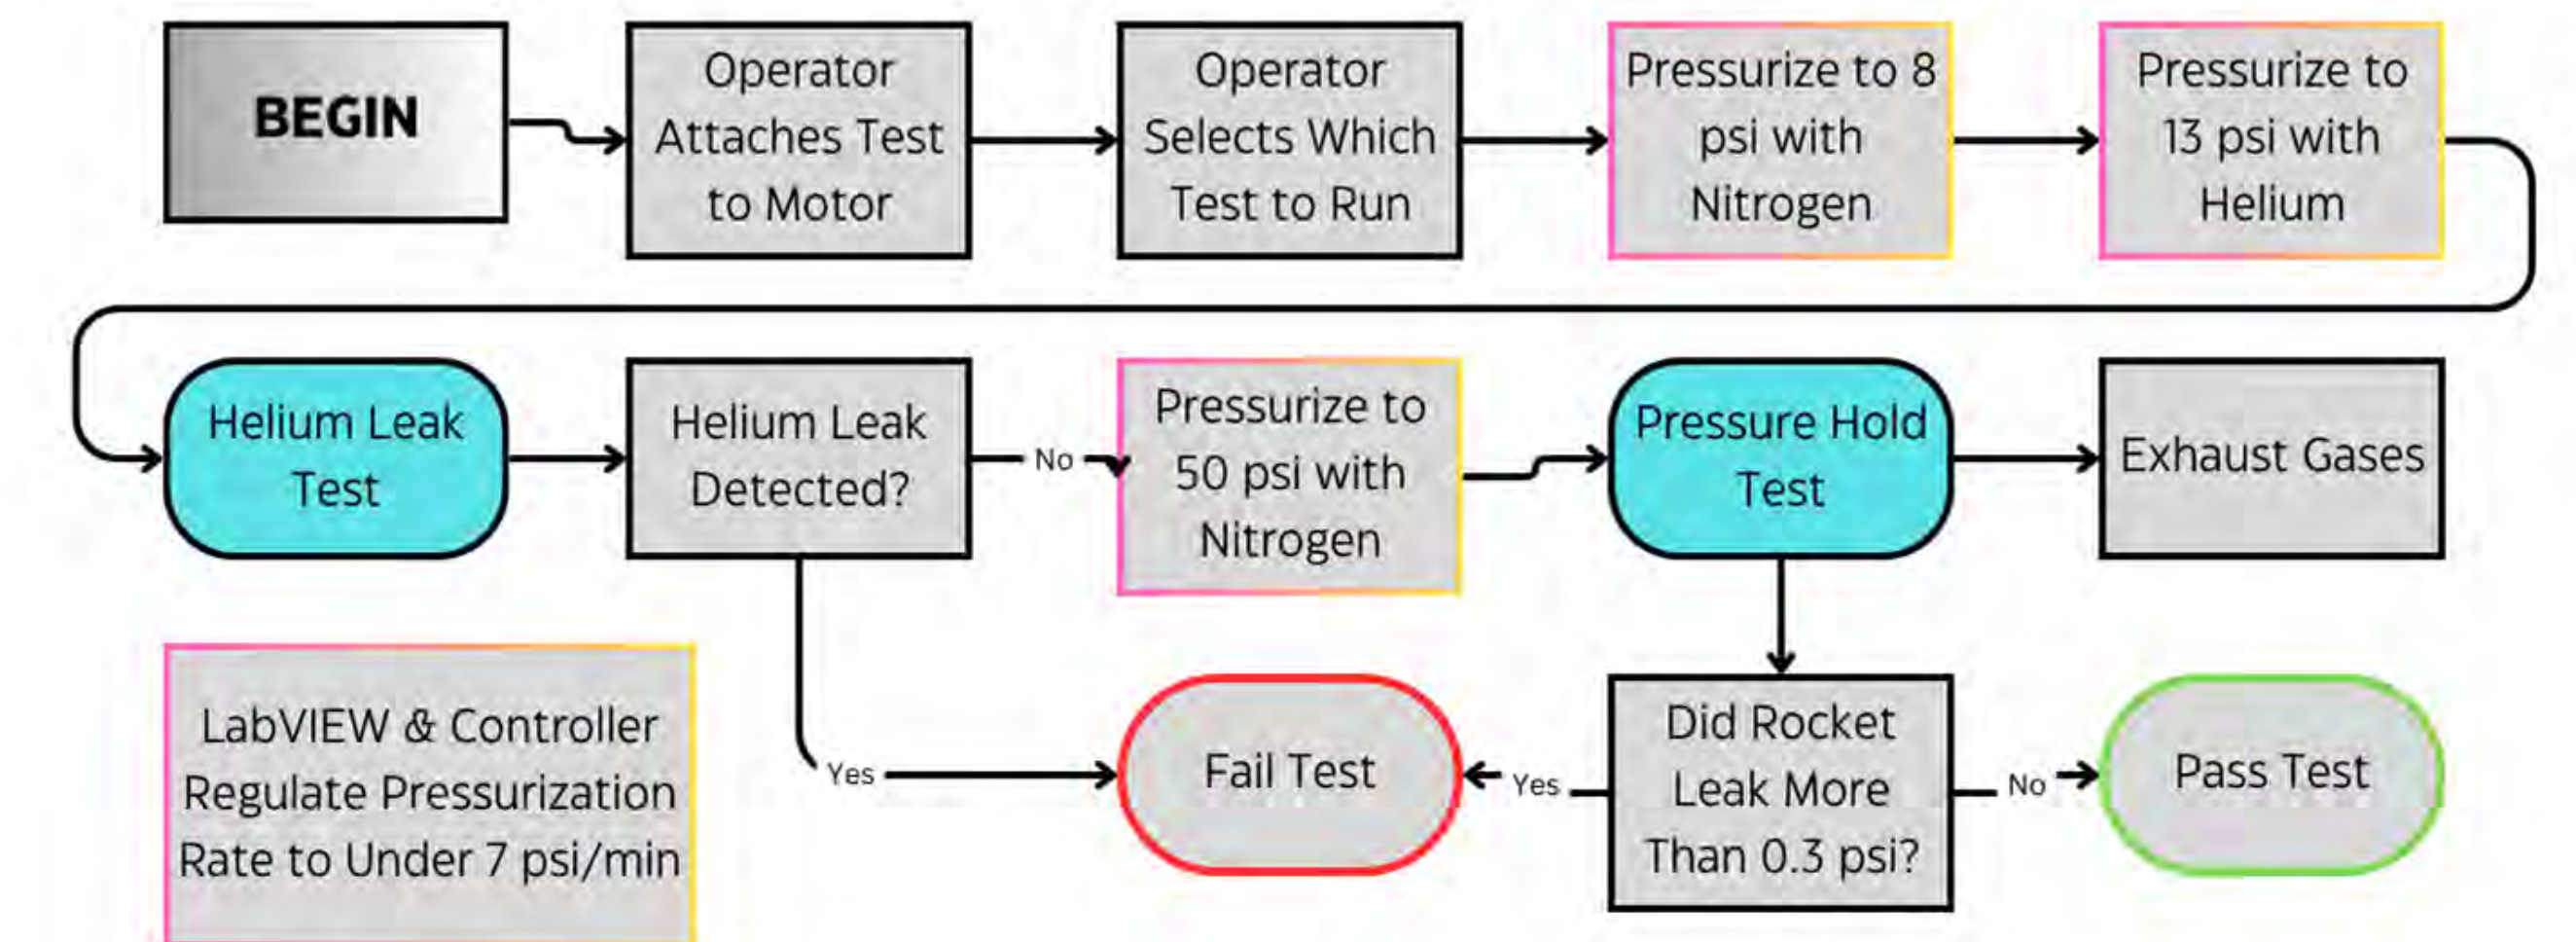 BEGIN
Operator
Attaches Test
to Motor
Operator
Selects Which
Test to Run
Pressurize to 8
psi with
Nitrogen
Pressurize to
13 psi with
Helium
Helium Leak
Test
Helium Leak
Detected?
No
Pressurize to
50 psi with
Nitrogen
Pressure Hold
Test
Exhaust Gases
LabVIEW & Controller
Regulate Pressurization
Rate to Under 7 psi/min
Yes
Fail Test
Yes
Did Rocket
Leak More
Than 0.3 psi?
No
Pass Test